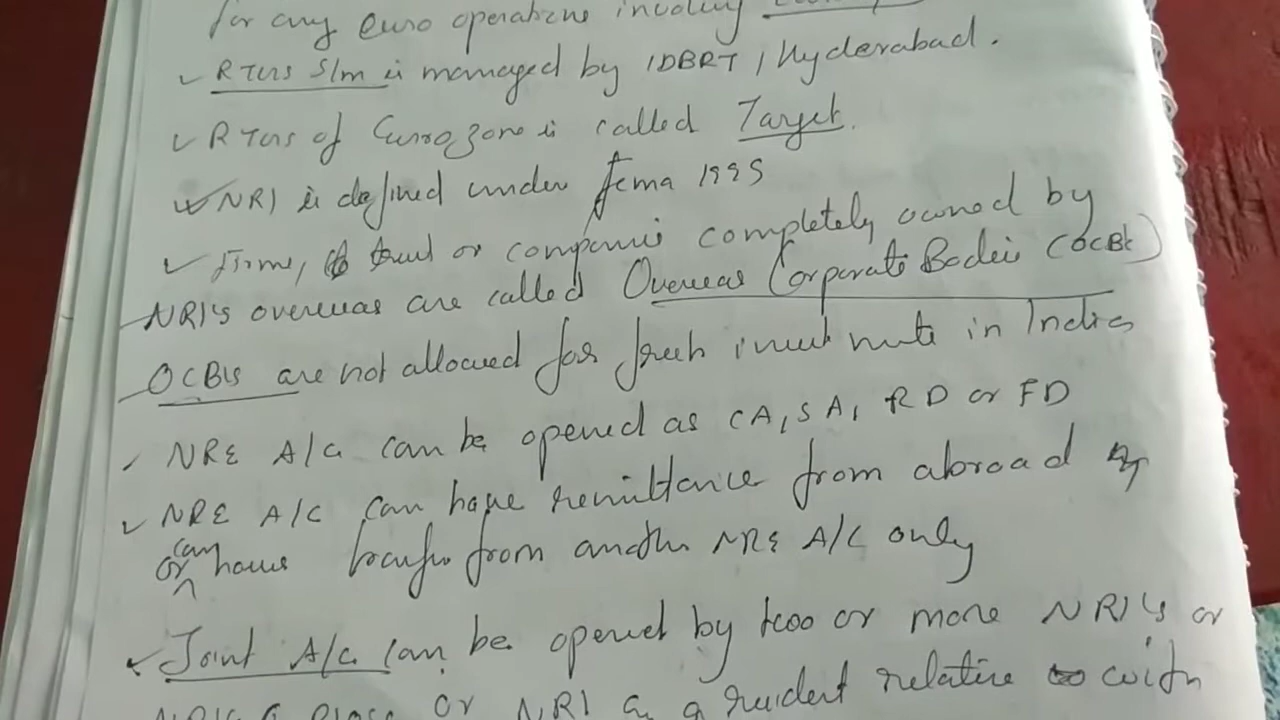 for any euro operations involving
✓ RTGS S/m is managed by IDBRT, Hyderabad.
✓ RTGS of Eurozone is called Target.
✓ NRI is defined under fema 1995
✓ firms, trust or companies completely owned by
NRI's overseas are called Overseas Corporate Bodies (OCBs)
OCBs are not allowed for fresh investments in India
✓ NRE A/c can be opened as CA, SA, RD or FD
✓ NRE A/C can have remittance from abroad
or can have transfer from another NRE A/C only
✓ Joint A/c can be opened by two or more NRI's or
or NRI & a resident relative with